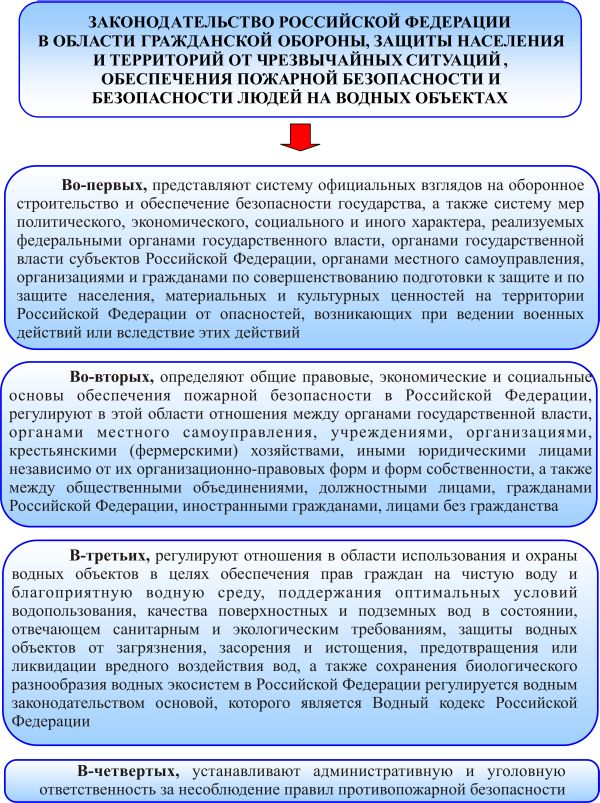 ЗАКОНОДАТЕЛЬСТВО РОССИЙСКОЙ ФЕДЕРАЦИИ
В ОБЛАСТИ ГРАЖДАНСКОЙ ОБОРОНЫ, ЗАЩИТЫ НАСЕЛЕНИЯ
И ТЕРРИТОРИЙ ОТ ЧРЕЗВЫЧАЙНЫХ СИТУАЦИЙ ,
ОБЕСПЕЧЕНИЯ ПОЖАРНОЙ БЕЗОПАСНОСТИ И
БЕЗОПАСНОСТИ ЛЮДЕЙ НА ВОДНЫХ ОБЪЕКТАХ
Во-первых, представляют систему официальных взглядов на оборонное
строительство и обеспечение безопасности государства, а также систему мер
политического, экономического, социального и иного характера, реализуемых
федеральными органами государственного власти, органами государственной
власти субъектов Российской Федерации, органами местного самоуправления,
организациями и гражданами по совершенствованию подготовки к защите и по
защите населения, материальных и культурных ценностей на территории
Российской Федерации от опасностей, возникающих при ведении военных
действий или вследствие этих действий
Во-вторых, определяют общие правовые, экономические и социальные
основы обеспечения пожарной безопасности в Российской Федерации,
регулируют в этой области отношения между органами государственной власти,
органами местного самоуправления, учреждениями, организациями,
крестьянскими (фермерскими) хозяйствами, иными юридическими лицами
независимо от их организационно-правовых форм и форм собственности, а также
между общественными объединениями, должностными лицами, гражданами
Российской Федерации, иностранными гражданами, лицами без гражданства
В-третьих, регулируют отношения в области использования и охраны
водных объектов в целях обеспечения прав граждан на чистую воду и
благоприятную водную среду, поддержания оптимальных условий
водопользования, качества поверхностных и подземных вод в состоянии,
отвечающем санитарным и экологическим требованиям, защиты водных
объектов от загрязнения, засорения и истощения, предотвращения или
ликвидации вредного воздействия вод, а также сохранения биологического
разнообразия водных экосистем в Российской Федерации регулируется водным
законодательством основой, которого является Водный кодекс Российской
Федерации
В-четвертых, устанавливают административную и уголовную
ответственность за несоблюдение правил противопожарной безопасности